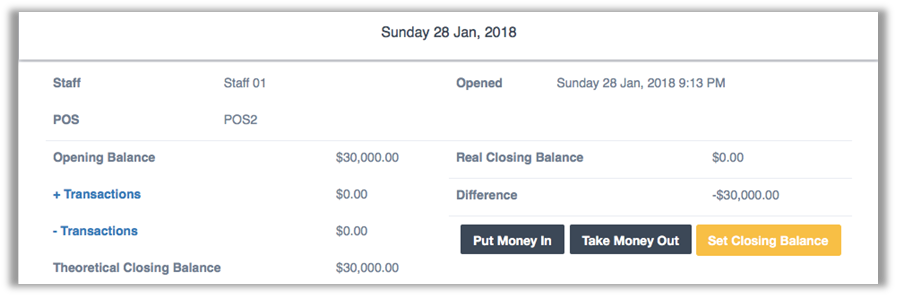 Sunday 28 Jan, 2018
Staff Staff 01 Opened Sunday 28 Jan, 2018 9:13 PM
POS POS2
Opening Balance $30,000.00 Real Closing Balance $0.00
+ Transactions $0.00 Difference -$30,000.00
- Transactions $0.00 Put Money In Take Money Out Set Closing Balance
Theoretical Closing Balance $30,000.00